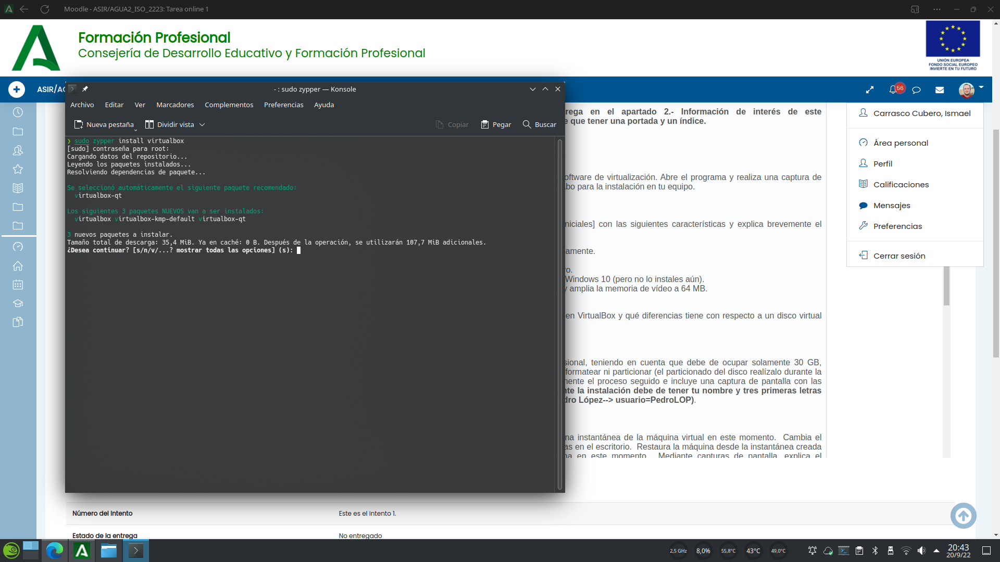 Moodle - ASIR/AGUA2_ISO_2223: Tarea online 1
Formación Profesional
Consejería de Desarrollo Educativo y Formación Profesional
UNIÓN EUROPEA
FONDO SOCIAL EUROPEO
INVIERTE EN TU FUTURO
ASIR/AG
56
- : sudo zypper — Konsole
Archivo Editar Ver Marcadores Complementos Preferencias Ayuda
Nueva pestaña Dividir vista Copiar Pegar Buscar
❯ sudo zypper install virtualbox
[sudo] contraseña para root:
Cargando datos del repositorio...
Leyendo los paquetes instalados...
Resolviendo dependencias de paquete...
Se seleccionó automáticamente el siguiente paquete recomendado:
virtualbox-qt
Los siguientes 3 paquetes NUEVOS van a ser instalados:
virtualbox virtualbox-kmp-default virtualbox-qt
3 nuevos paquetes a instalar.
Tamaño total de descarga: 35,4 MiB. Ya en caché: 0 B. Después de la operación, se utilizarán 107,7 MiB adicionales.
¿Desea continuar? [s/n/v/...? mostrar todas las opciones] (s):
rega en el apartado 2.- Información de interés de este
e que tener una portada y un índice.
oftware de virtualización. Abre el programa y realiza una captura de
bo para la instalación en tu equipo.
niciales] con las siguientes características y explica brevemente el
amente.
ro.
Windows 10 (pero no lo instales aún).
y amplia la memoria de vídeo a 64 MB.
en VirtualBox y qué diferencias tiene con respecto a un disco virtual
sional, teniendo en cuenta que debe de ocupar solamente 30 GB,
formatear ni particionar (el particionado del disco realízalo durante la
nente el proceso seguido e incluye una captura de pantalla con las
nte la instalación debe de tener tu nombre y tres primeras letras
dro López--> usuario=PedroLOP).
na instantánea de la máquina virtual en este momento. Cambia el
as en el escritorio. Restaura la máquina desde la instantánea creada
na en este momento. Mediante capturas de pantalla, explica el
Carrasco Cubero, Ismael
Área personal
Perfil
Calificaciones
Mensajes
Preferencias
Cerrar sesión
Número del intento Este es el intento 1.
Estado de la entrega No entregado
2,5 GHz 8,0% 55,8°C 43°C 49,0°C
20:43
20/9/22